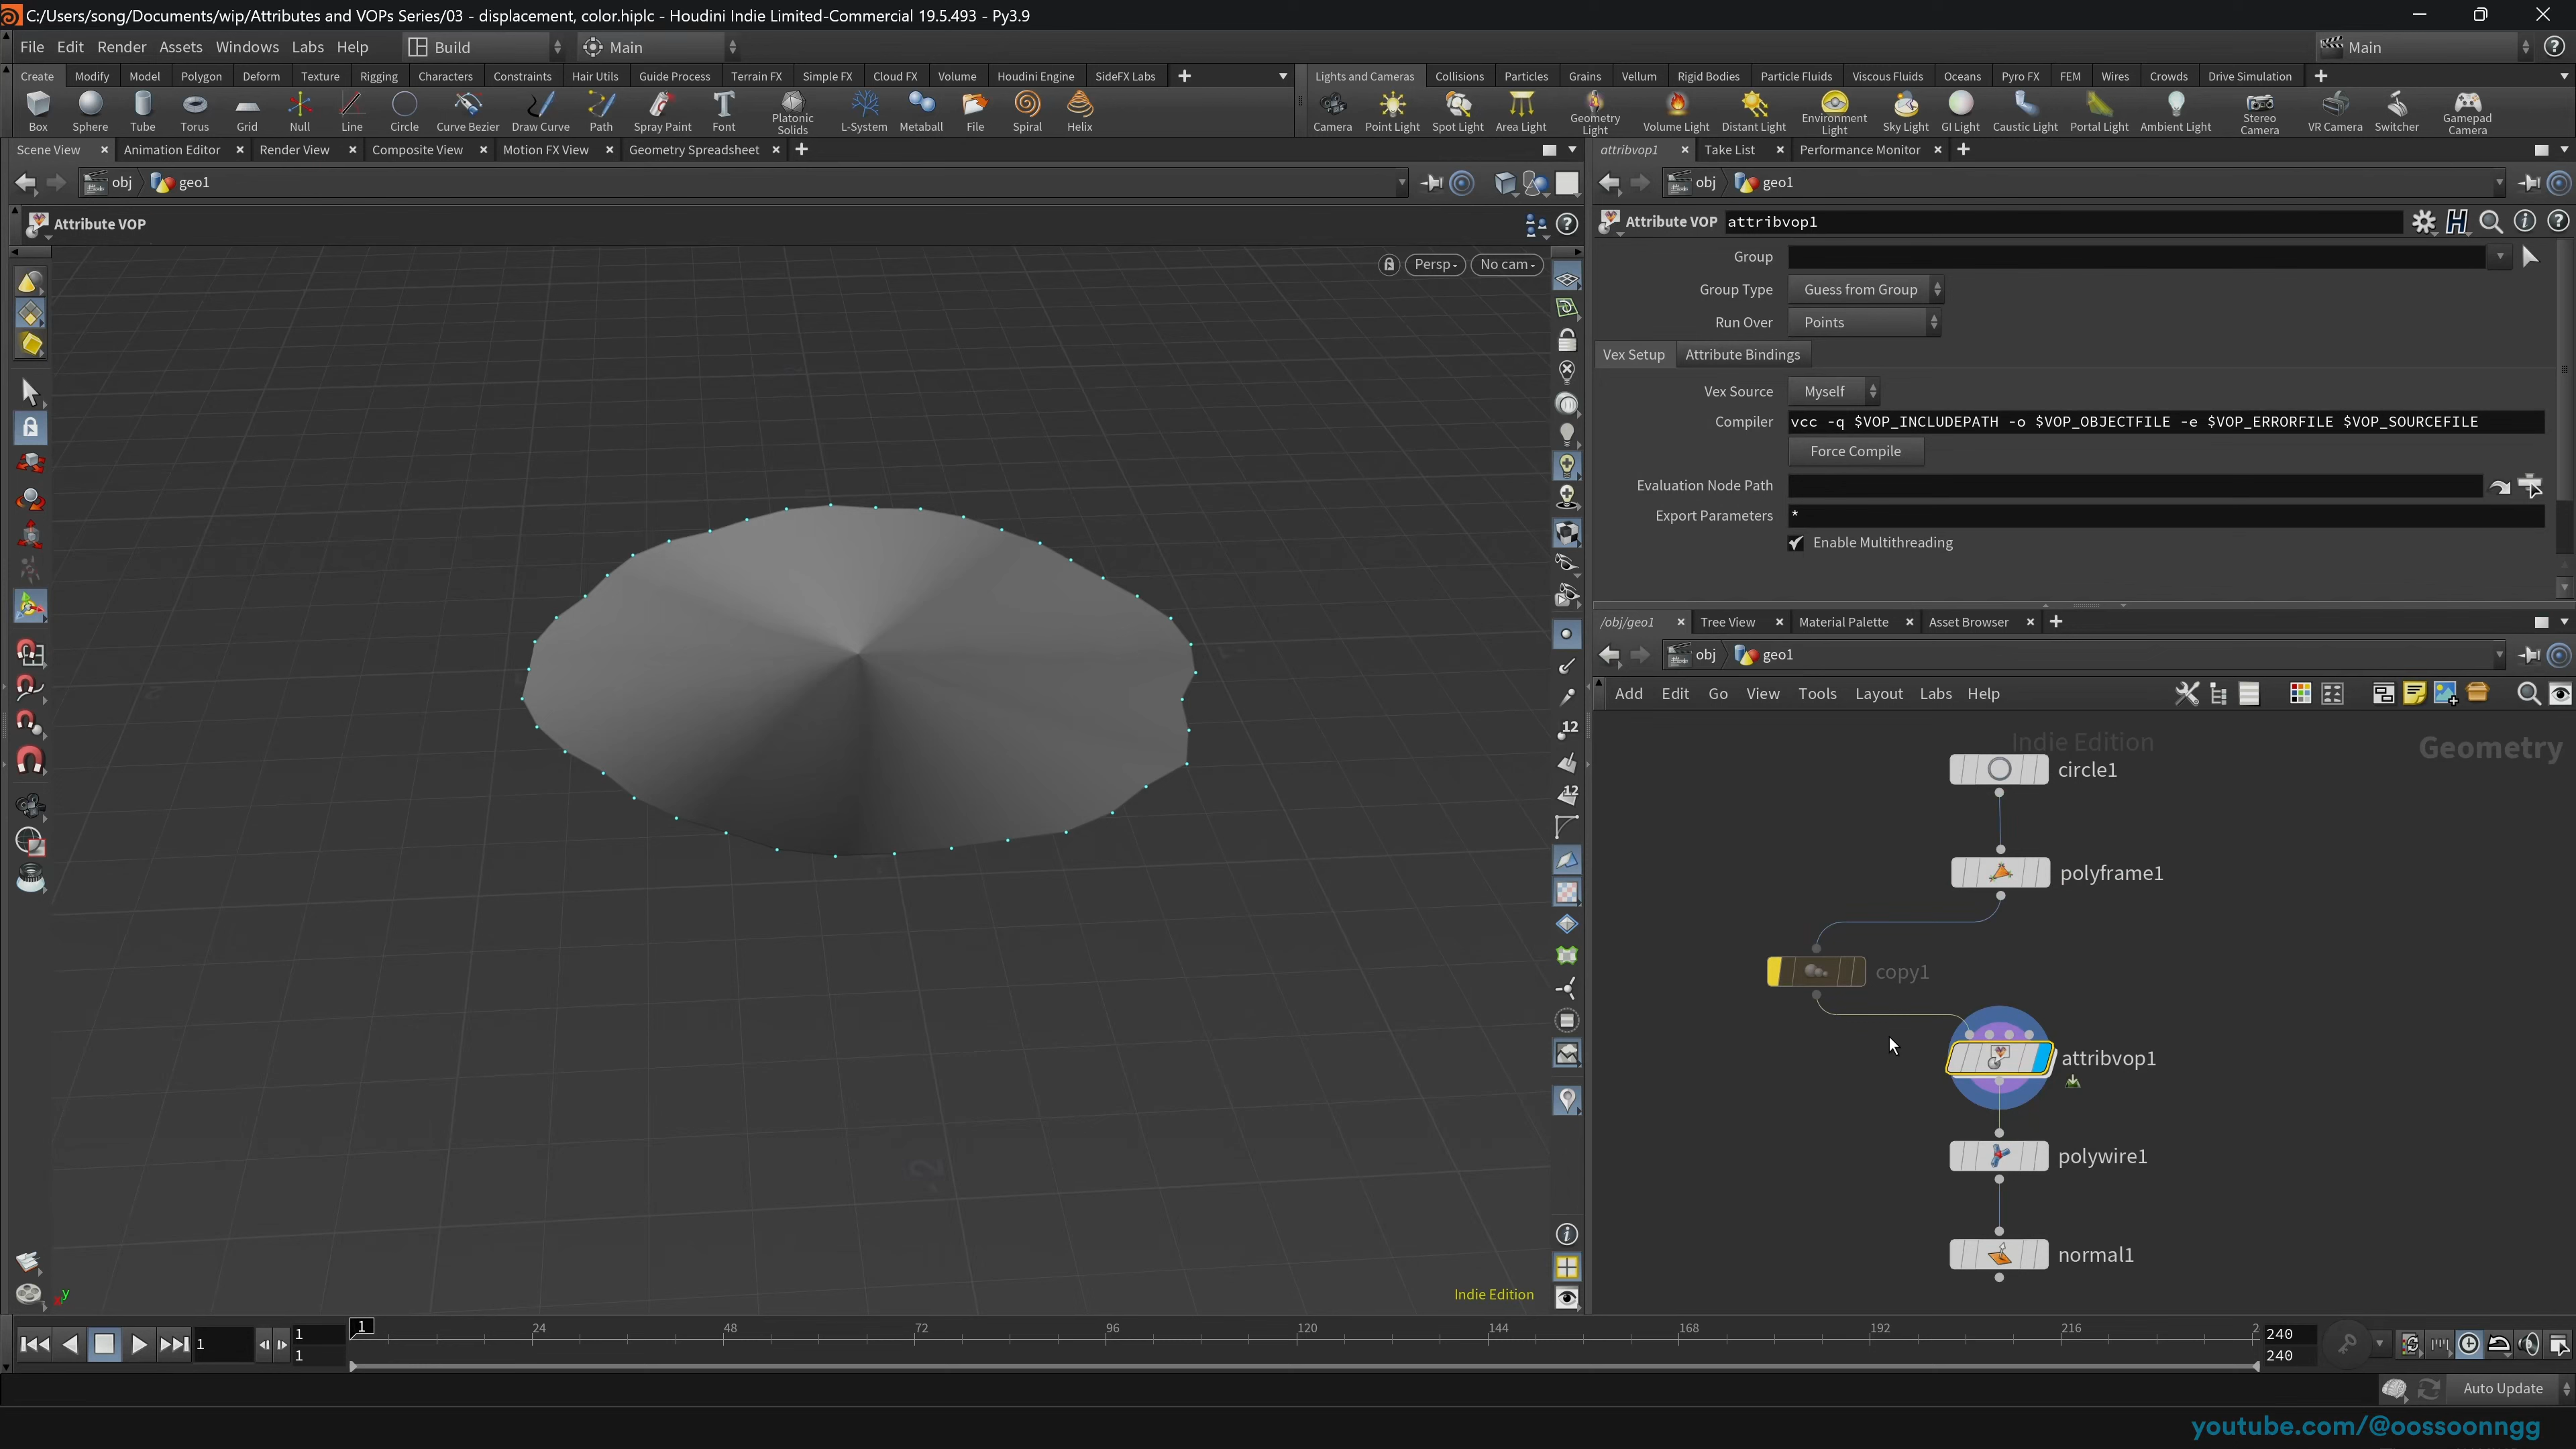 C:/Users/song/Documents/wip/Attributes and VOPs Series/03 - displacement, color.hiplc - Houdini Indie Limited-Commercial 19.5.493 - Py3.9
File Edit Render Assets Windows Labs Help Build Main Main
Create Modify Model Polygon Deform Texture Rigging Characters Constraints Hair Utils Guide Process Terrain FX Simple FX Cloud FX Volume Houdini Engine SideFX Labs
Lights and Cameras Collisions Particles Grains Vellum Rigid Bodies Particle Fluids Viscous Fluids Oceans Pyro FX FEM Wires Crowds Drive Simulation
Box Sphere Tube Torus Grid Null Line Circle Curve Bezier Draw Curve Path Spray Paint Font Platonic Solids L-System Metaball File Spiral Helix
Camera Point Light Spot Light Area Light Geometry Light Volume Light Distant Light Environment Light Sky Light GI Light Caustic Light Portal Light Ambient Light Stereo Camera VR Camera Switcher Gamepad Camera
Scene View Animation Editor Render View Composite View Motion FX View Geometry Spreadsheet
attribvop1 Take List Performance Monitor
obj geo1
obj geo1
Attribute VOP
Attribute VOP attribvop1
Persp No cam
Group
Group Type Guess from Group
Run Over Points
Vex Setup Attribute Bindings
Vex Source Myself
Compiler vcc -q $VOP_INCLUDEPATH -o $VOP_OBJECTFILE -e $VOP_ERRORFILE $VOP_SOURCEFILE
Force Compile
Evaluation Node Path
Export Parameters *
Enable Multithreading
/obj/geo1 Tree View Material Palette Asset Browser
obj geo1
Add Edit Go View Tools Layout Labs Help
Indie Edition
Geometry
circle1
polyframe1
copy1
attribvop1
polywire1
normal1
12
12
y
Indie Edition
1 1 1 1 24 48 72 96 120 144 168 192 216 2 240 240
Auto Update
youtube.com/@oossoonngg